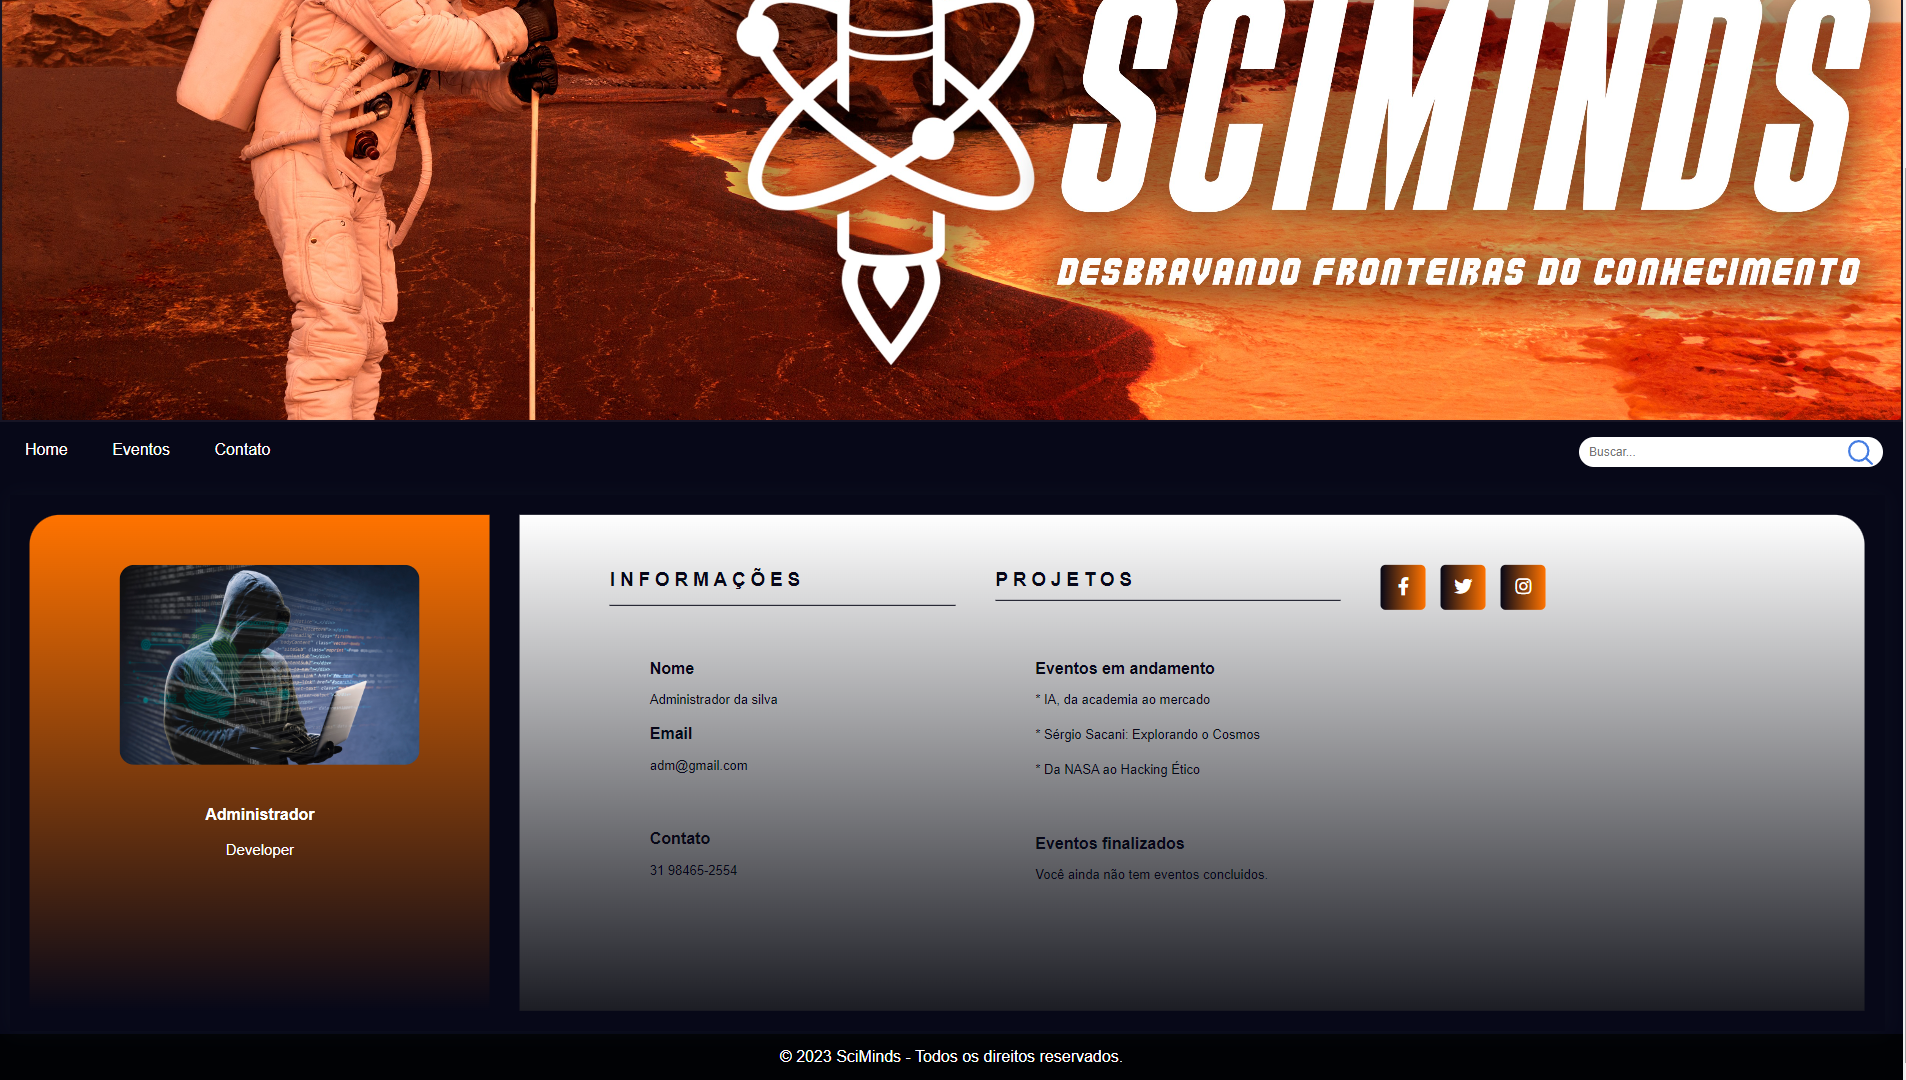 SCIMINDS
DESBRAVANDO FRONTEIRAS DO CONHECIMENTO
Home
Eventos
Contato
Buscar...
Administrador
Developer
INFORMAÇÕES
Nome
Administrador da silva
Email
adm@gmail.com
Contato
31 98465-2554
PROJETOS
Eventos em andamento
* IA, da academia ao mercado
* Sérgio Sacani: Explorando o Cosmos
* Da NASA ao Hacking Ético
Eventos finalizados
Você ainda não tem eventos concluidos.
© 2023 SciMinds - Todos os direitos reservados.